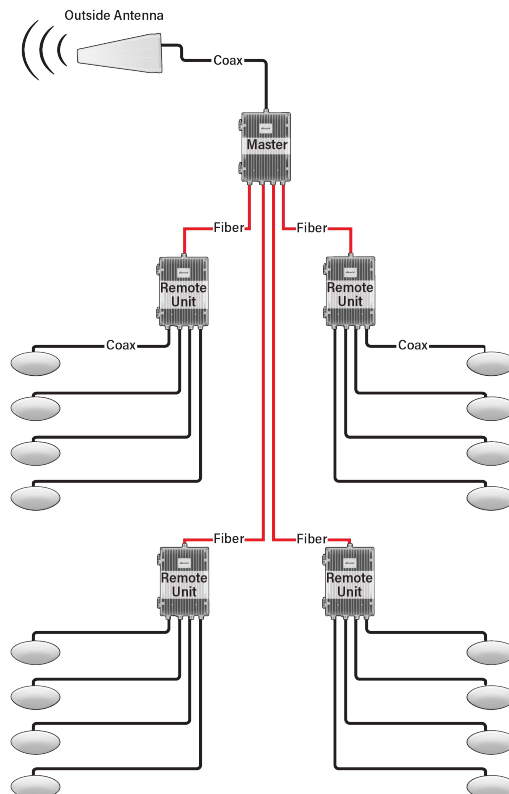 Outside Antenna
Coax
Master
Fiber
Fiber
Remote
Unit
Remote
Unit
Coax
Coax
Fiber
Fiber
Remote
Unit
Remote
Unit